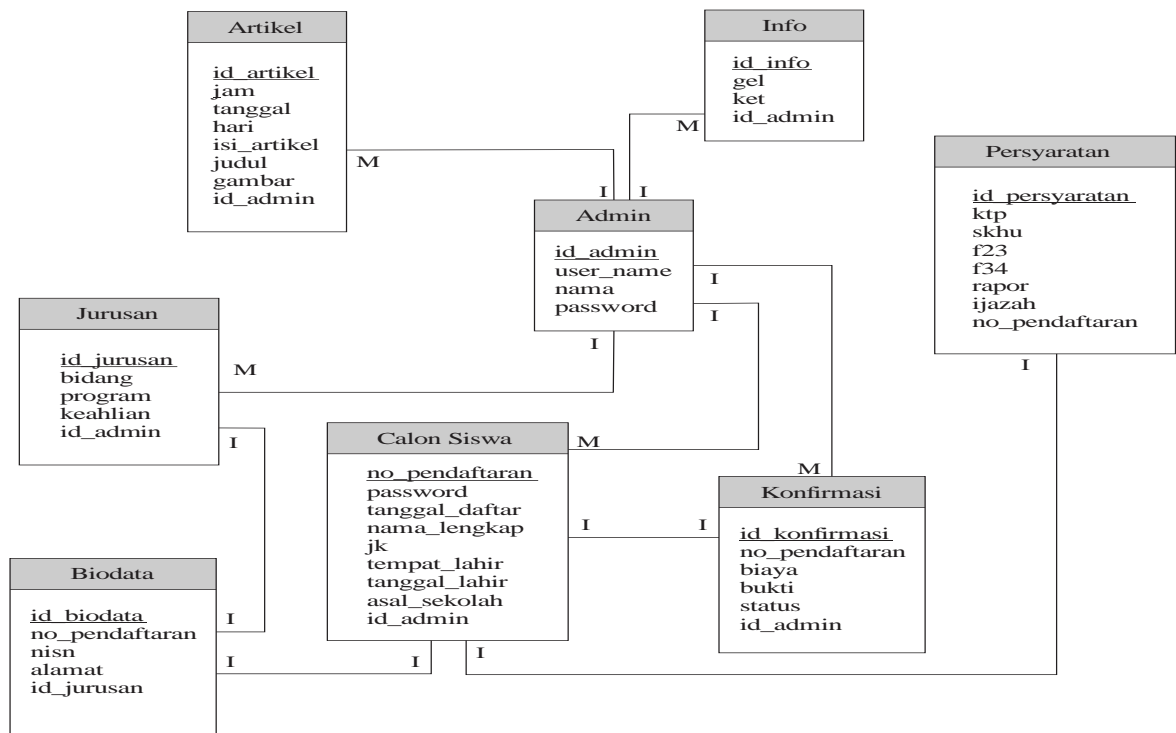 Artikel
id_artikel
jam
tanggal
hari
isi_artikel
judul
gambar
id_admin
M
I
Info
id_info
gel
ket
id_admin
M
I
Persyaratan
id_persyaratan
ktp
skhu
f23
f34
rapor
ijazah
no_pendaftaran
I
Admin
id_admin
user_name
nama
password
I
I
I
Jurusan
id_jurusan
bidang
program
keahlian
id_admin
M
I
Calon Siswa
no_pendaftaran
password
tanggal_daftar
nama_lengkap
jk
tempat_lahir
tanggal_lahir
asal_sekolah
id_admin
M
I
I
I
I
Konfirmasi
id_konfirmasi
no_pendaftaran
biaya
bukti
status
id_admin
M
Biodata
id_biodata
no_pendaftaran
nisn
alamat
id_jurusan
I
I